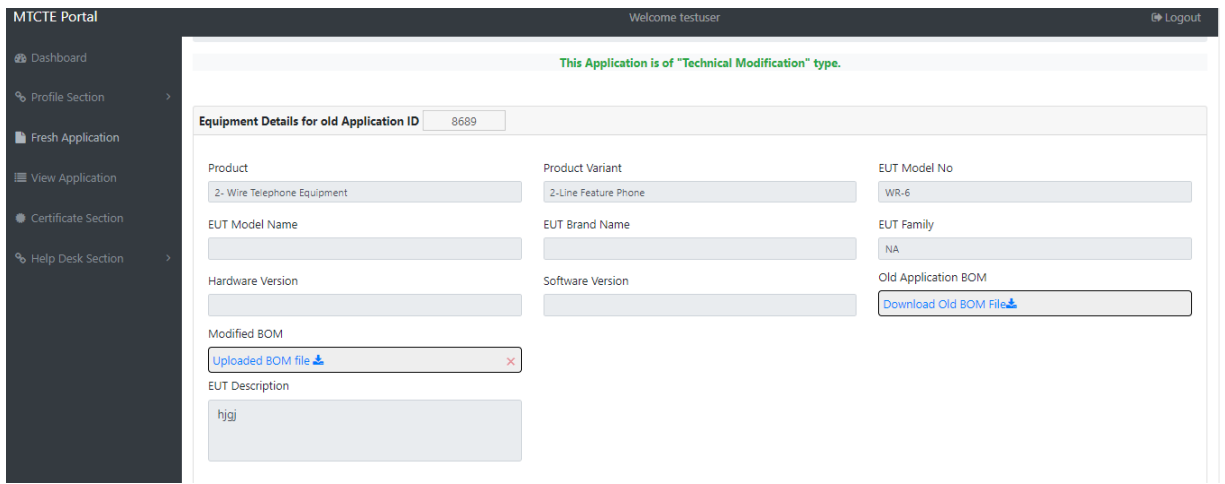 MTCTE Portal
Welcome testuser
Logout
Dashboard
Profile Section
Fresh Application
View Application
Certificate Section
Help Desk Section
This Application is of "Technical Modification" type.
Equipment Details for old Application ID 8689
Product Product Variant EUT Model No
2- Wire Telephone Equipment 2-Line Feature Phone WR-6
EUT Model Name EUT Brand Name EUT Family
NA
Hardware Version Software Version Old Application BOM
Download Old BOM File
Modified BOM
Uploaded BOM file
EUT Description
hjgj